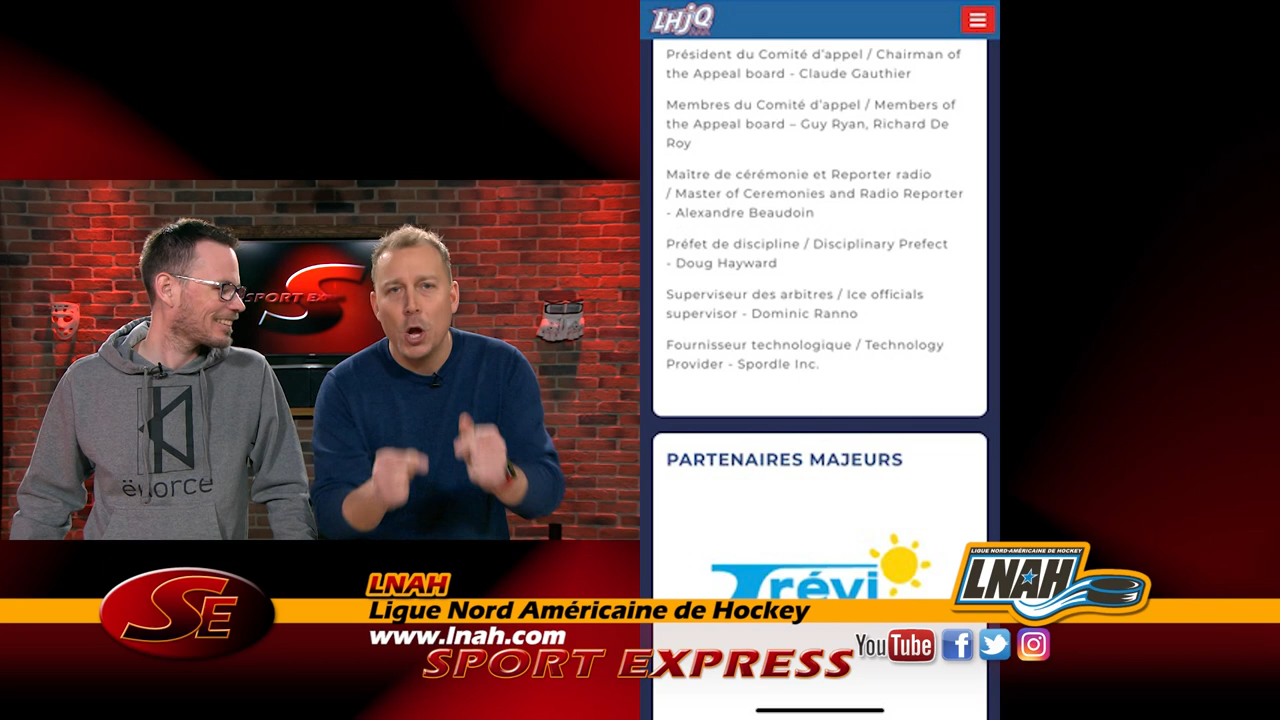 LHJQ
Président du Comité d'appel / Chairman of
the Appeal board - Claude Gauthier
Membres du Comité d'appel / Members of
the Appeal board – Guy Ryan, Richard De
Roy
Maître de cérémonie et Reporter radio
/ Master of Ceremonies and Radio Reporter
- Alexandre Beaudoin
Préfet de discipline / Disciplinary Prefect
- Doug Hayward
Superviseur des arbitres / Ice officials
supervisor - Dominic Ranno
Fournisseur technologique / Technology
Provider - Spordle Inc.
PARTENAIRES MAJEURS
Trévi
SPORT EX
S
SE
LNAH
Ligue Nord Américaine de Hockey
www.lnah.com
SPORT EXPRESS
LIGUE NORD-AMÉRICAINE DE HOCKEY
LNAH
YouTube